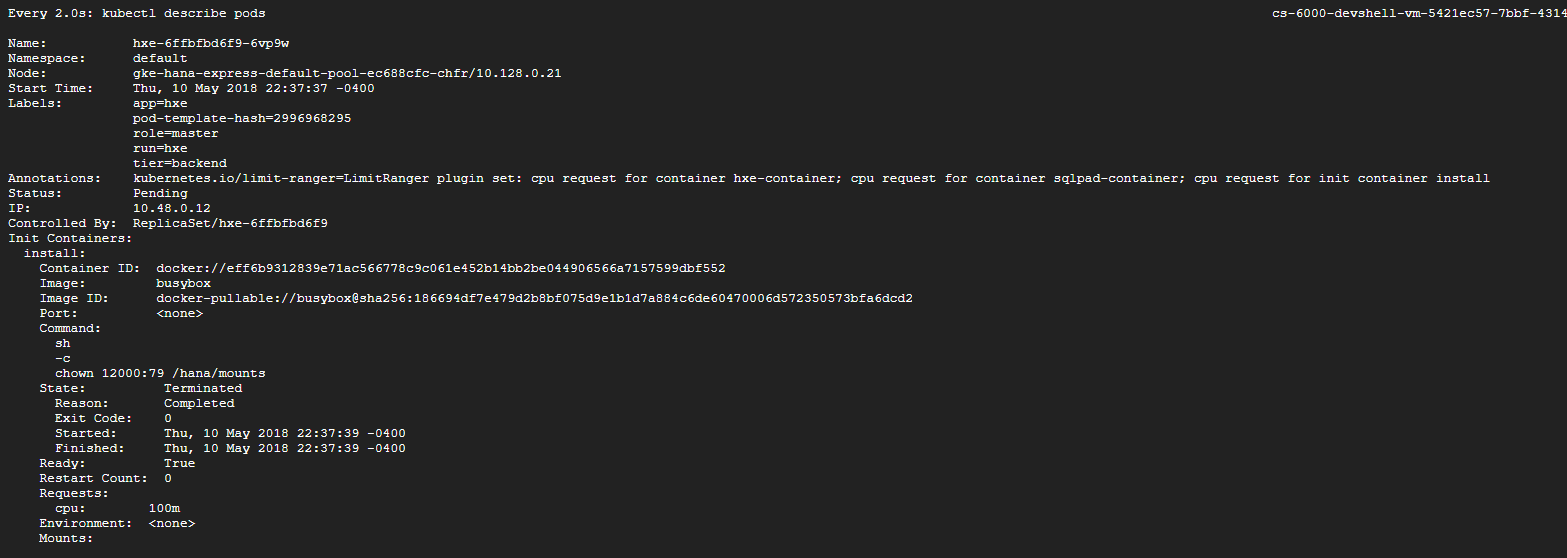 Every 2.0s: kubectl describe pods cs-6000-devshell-vm-5421ec57-7bbf-4314
Name: hxe-6ffbfbd6f9-6vp9w
Namespace: default
Node: gke-hana-express-default-pool-ec688cfc-chfr/10.128.0.21
Start Time: Thu, 10 May 2018 22:37:37 -0400
Labels: app=hxe
pod-template-hash=2996968295
role=master
run=hxe
tier=backend
Annotations: kubernetes.io/limit-ranger=LimitRanger plugin set: cpu request for container hxe-container; cpu request for container sqlpad-container; cpu request for init container install
Status: Pending
IP: 10.48.0.12
Controlled By: ReplicaSet/hxe-6ffbfbd6f9
Init Containers:
install:
Container ID: docker://eff6b9312839e71ac566778c9c061e452b14bb2be044906566a7157599dbf552
Image: busybox
Image ID: docker-pullable://busybox@sha256:186694df7e479d2b8bf075d9e1b1d7a884c6de60470006d572350573bfa6dcd2
Port: <none>
Command:
sh
-c
chown 12000:79 /hana/mounts
State: Terminated
Reason: Completed
Exit Code: 0
Started: Thu, 10 May 2018 22:37:39 -0400
Finished: Thu, 10 May 2018 22:37:39 -0400
Ready: True
Restart Count: 0
Requests:
cpu: 100m
Environment: <none>
Mounts: